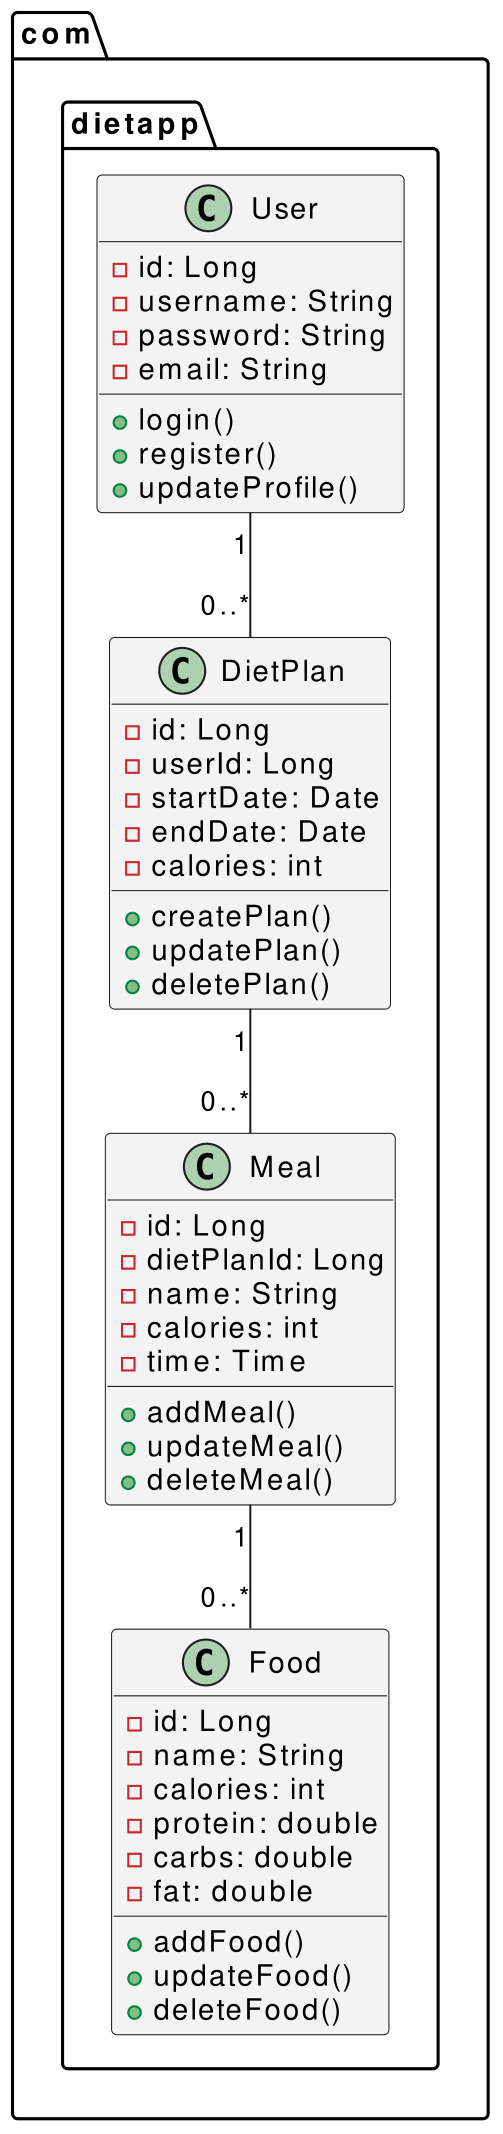 com
dietapp
C User
id: Long
username: String
password: String
email: String
login()
register()
updateProfile()
1
0..*
C DietPlan
id: Long
userId: Long
startDate: Date
endDate: Date
calories: int
createPlan()
updatePlan()
deletePlan()
1
0..*
C Meal
id: Long
dietPlanId: Long
name: String
calories: int
time: Time
addMeal()
updateMeal()
deleteMeal()
1
0..*
C Food
id: Long
name: String
calories: int
protein: double
carbs: double
fat: double
addFood()
updateFood()
deleteFood()